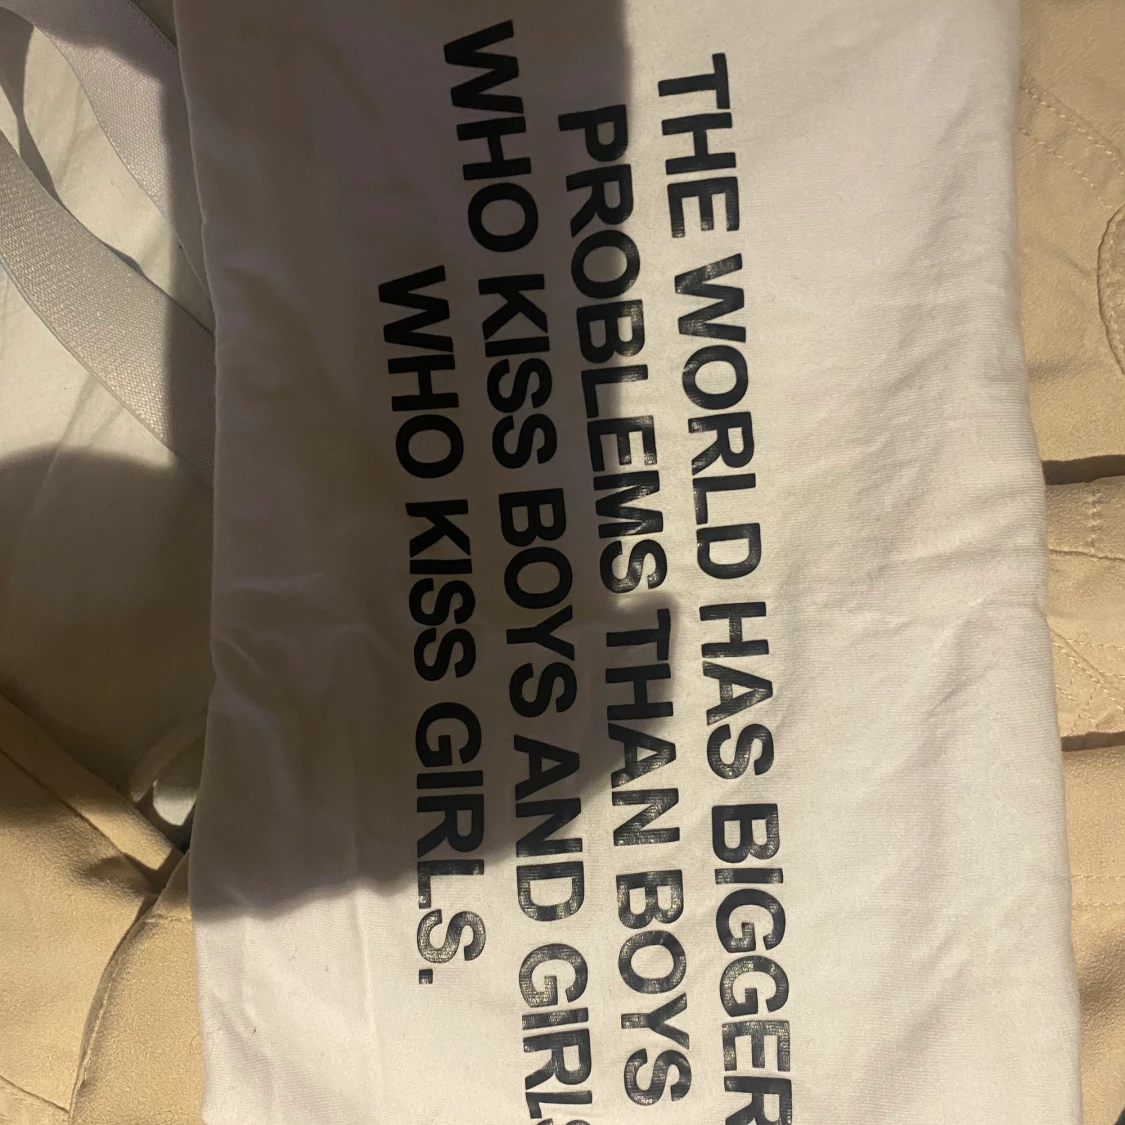 THE WORLD HAS BIGGER
PROBLEMS THAN BOYS
WHO KISS BOYS AND GIRLS
WHO KISS GIRLS.